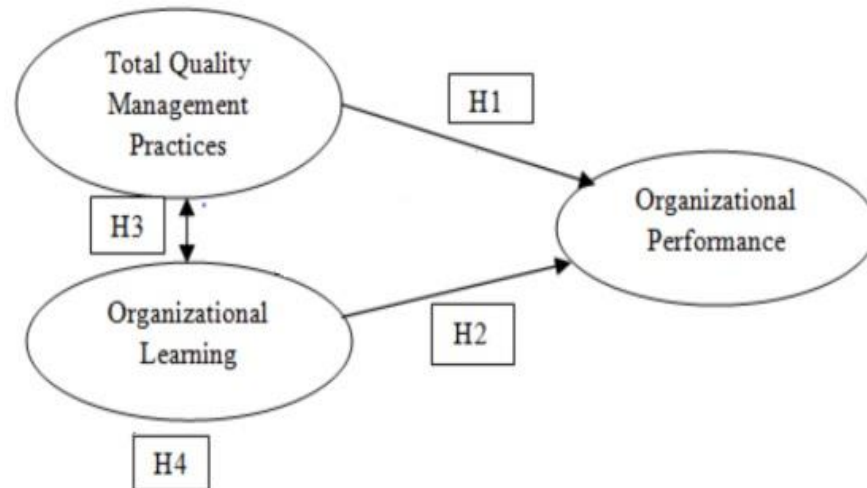 Total Quality
Management
Practices
H1
Organizational
Performance
H3
Organizational
Learning
H2
H4